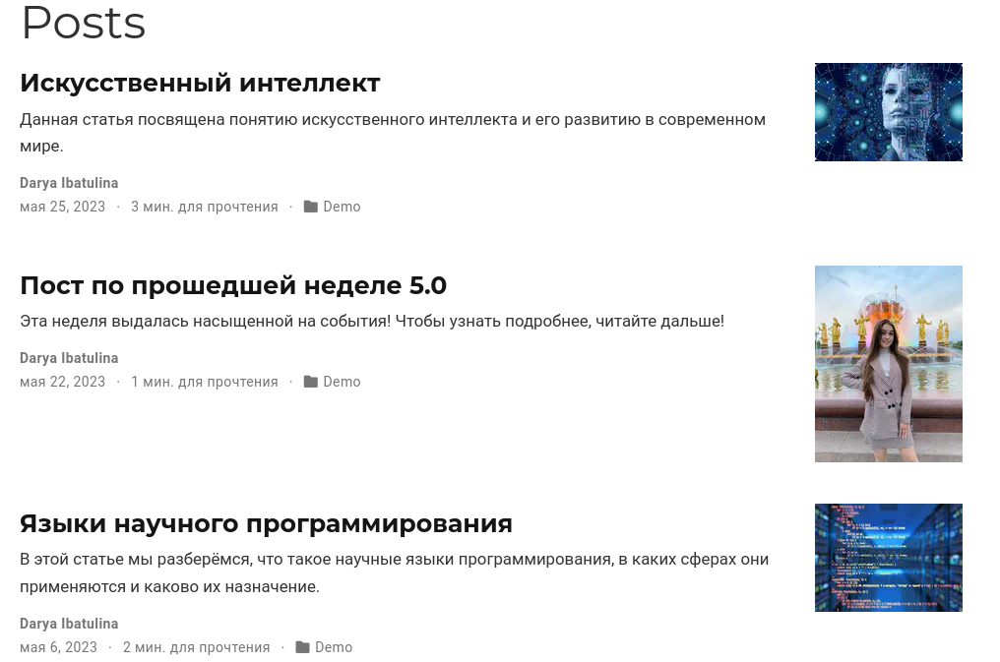 Posts
Искусственный интеллект
Данная статья посвящена понятию искусственного интеллекта и его развитию в современном
мире.
Darya Ibatulina
мая 25, 2023 · 3 мин. для прочтения · Demo
Пост по прошедшей неделе 5.0
Эта неделя выдалась насыщенной на события! Чтобы узнать подробнее, читайте дальше!
Darya Ibatulina
мая 22, 2023 · 1 мин. для прочтения · Demo
Языки научного программирования
В этой статье мы разберёмся, что такое научные языки программирования, в каких сферах они
применяются и каково их назначение.
Darya Ibatulina
мая 6, 2023 · 2 мин. для прочтения · Demo